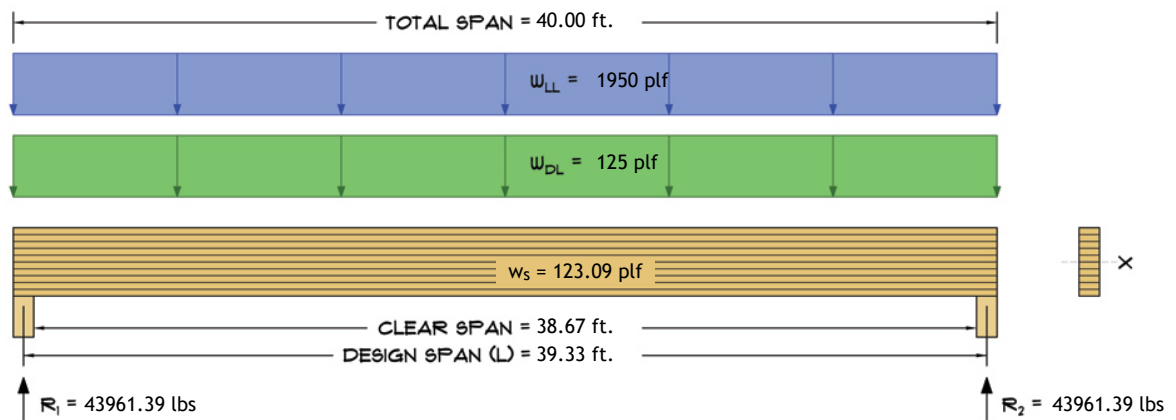 TOTAL SPAN = 40.00 ft.
wLL = 1950 plf
wDL = 125 plf
ws = 123.09 plf
X
CLEAR SPAN = 38.67 ft.
DESIGN SPAN (L) = 39.33 ft.
R1 = 43961.39 lbs
R2 = 43961.39 lbs